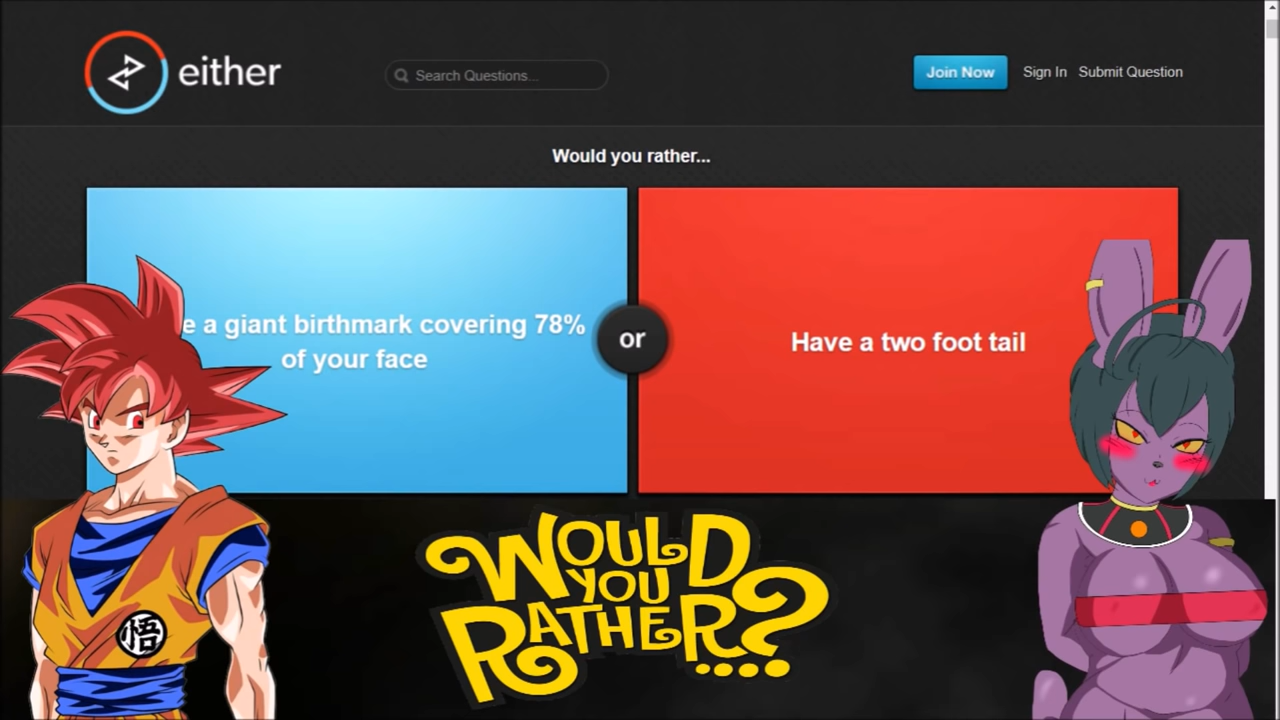 either
Search Questions...
Join Now
Sign In
Submit Question
Would you rather...
e a giant birthmark covering 78%
of your face
or
Have a two foot tail
悟
WOULD
YOU
RATHER...?